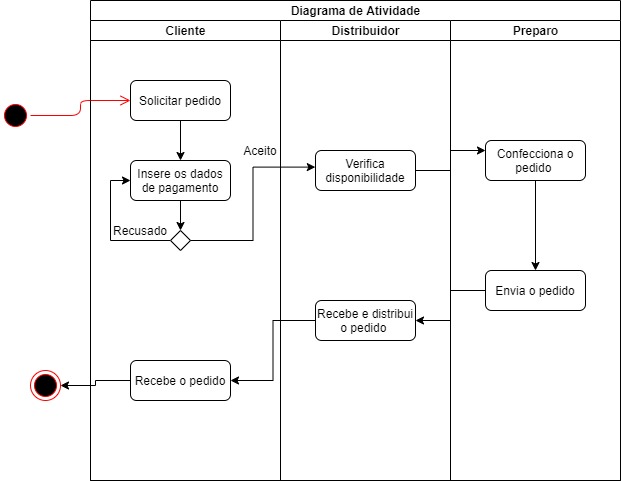 Diagrama de Atividade
Cliente
Distribuidor
Preparo
Solicitar pedido
Insere os dados
de pagamento
Recusado
Aceito
Verifica
disponibilidade
Confecciona o
pedido
Envia o pedido
Recebe e distribui
o pedido
Recebe o pedido